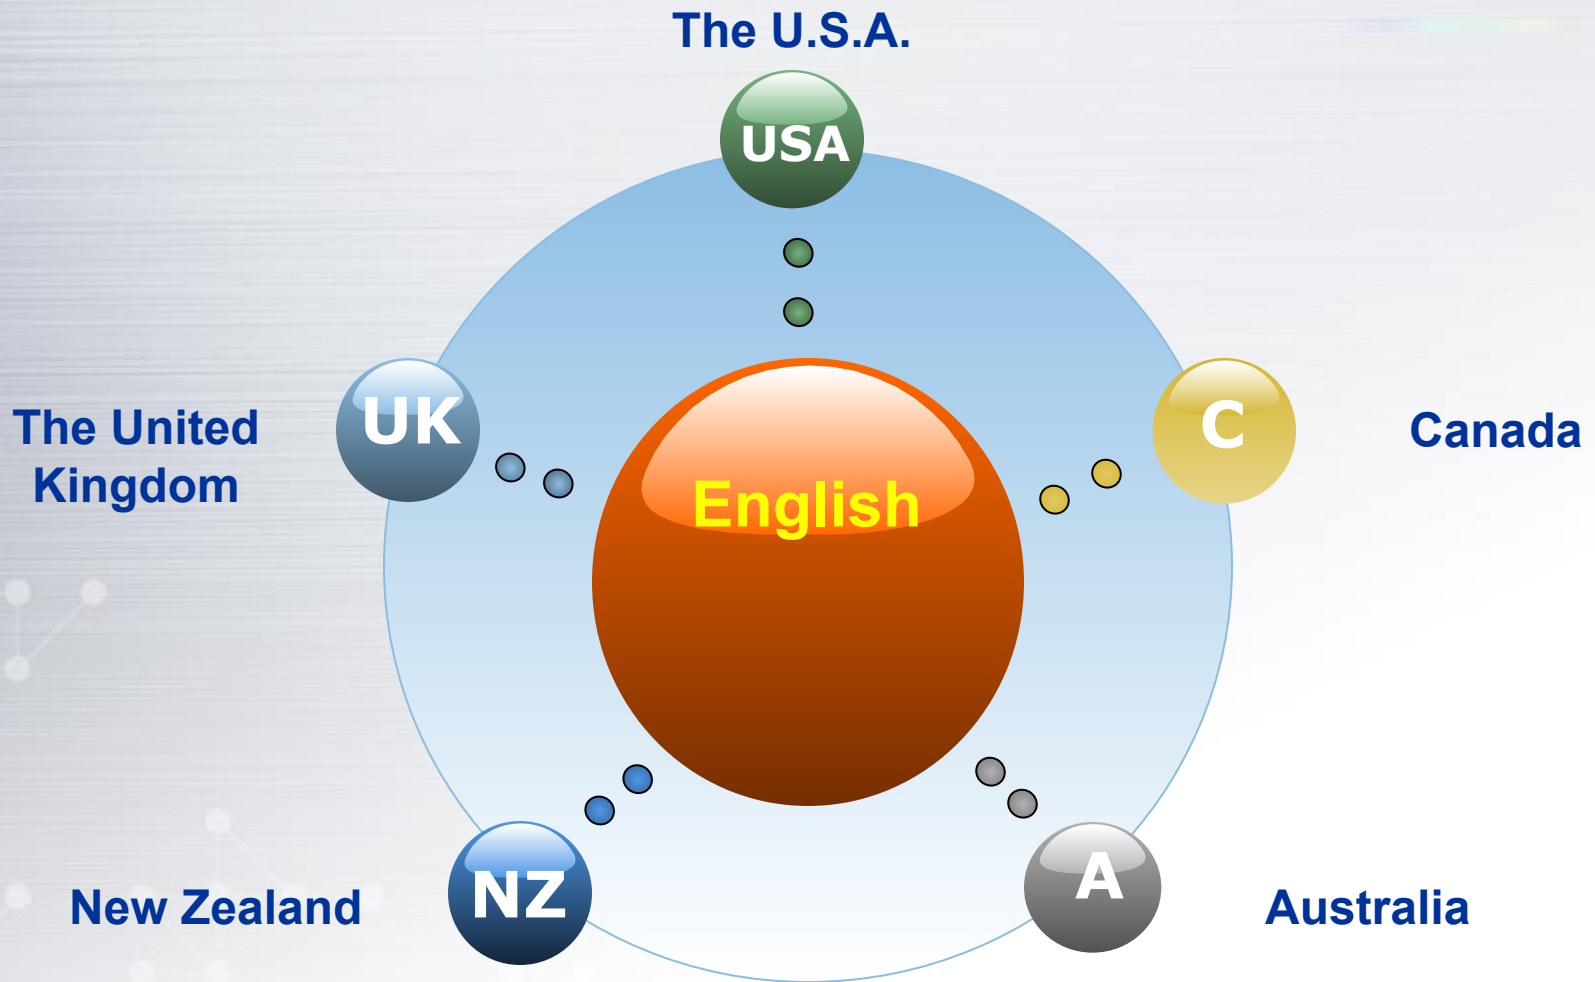 The U.S.A.
USA
UK
C
The United
Kingdom
Canada
English
NZ
A
New Zealand
Australia